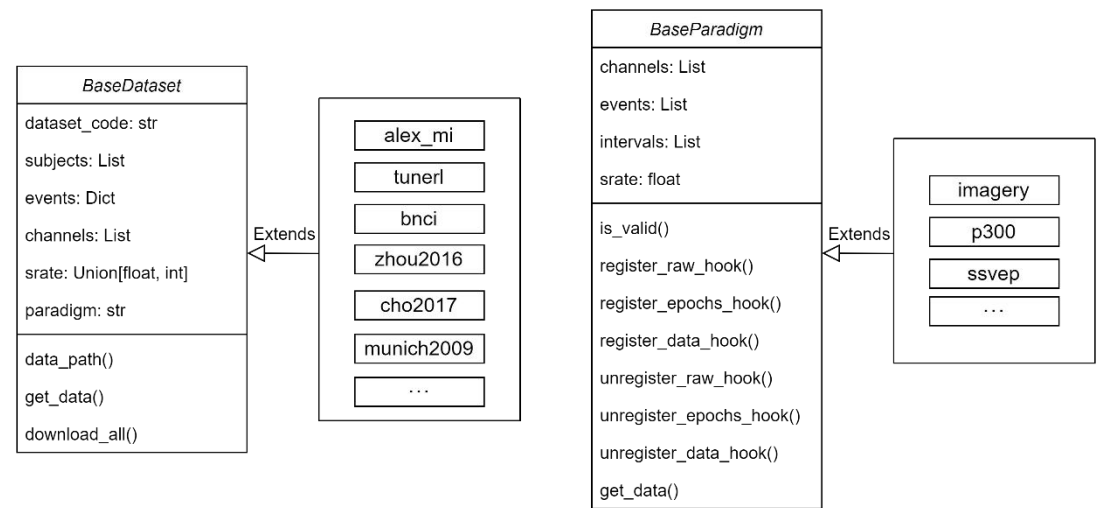 BaseDataset
dataset_code: str
subjects: List
events: Dict
channels: List
srate: Union[float, int]
paradigm: str
data_path()
get_data()
download_all()
Extends
alex_mi
tunerl
bnci
zhou2016
cho2017
munich2009
...
BaseParadigm
channels: List
events: List
intervals: List
srate: float
is_valid()
register_raw_hook()
register_epochs_hook()
register_data_hook()
unregister_raw_hook()
unregister_epochs_hook()
unregister_data_hook()
get_data()
Extends
imagery
p300
ssvep
...